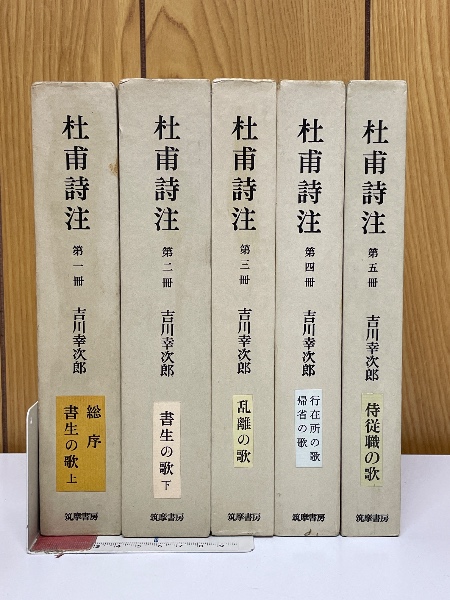 杜甫詩注
第一冊
吉川幸次郎
総序
書生の歌 上
筑摩書房
杜甫詩注
第二冊
吉川幸次郎
書生の歌 下
筑摩書房
杜甫詩注
第三冊
吉川幸次郎
乱離の歌
筑摩書房
杜甫詩注
第四冊
吉川幸次郎
行在所の歌
帰省の歌
筑摩書房
杜甫詩注
第五冊
吉川幸次郎
侍従職の歌
筑摩書房